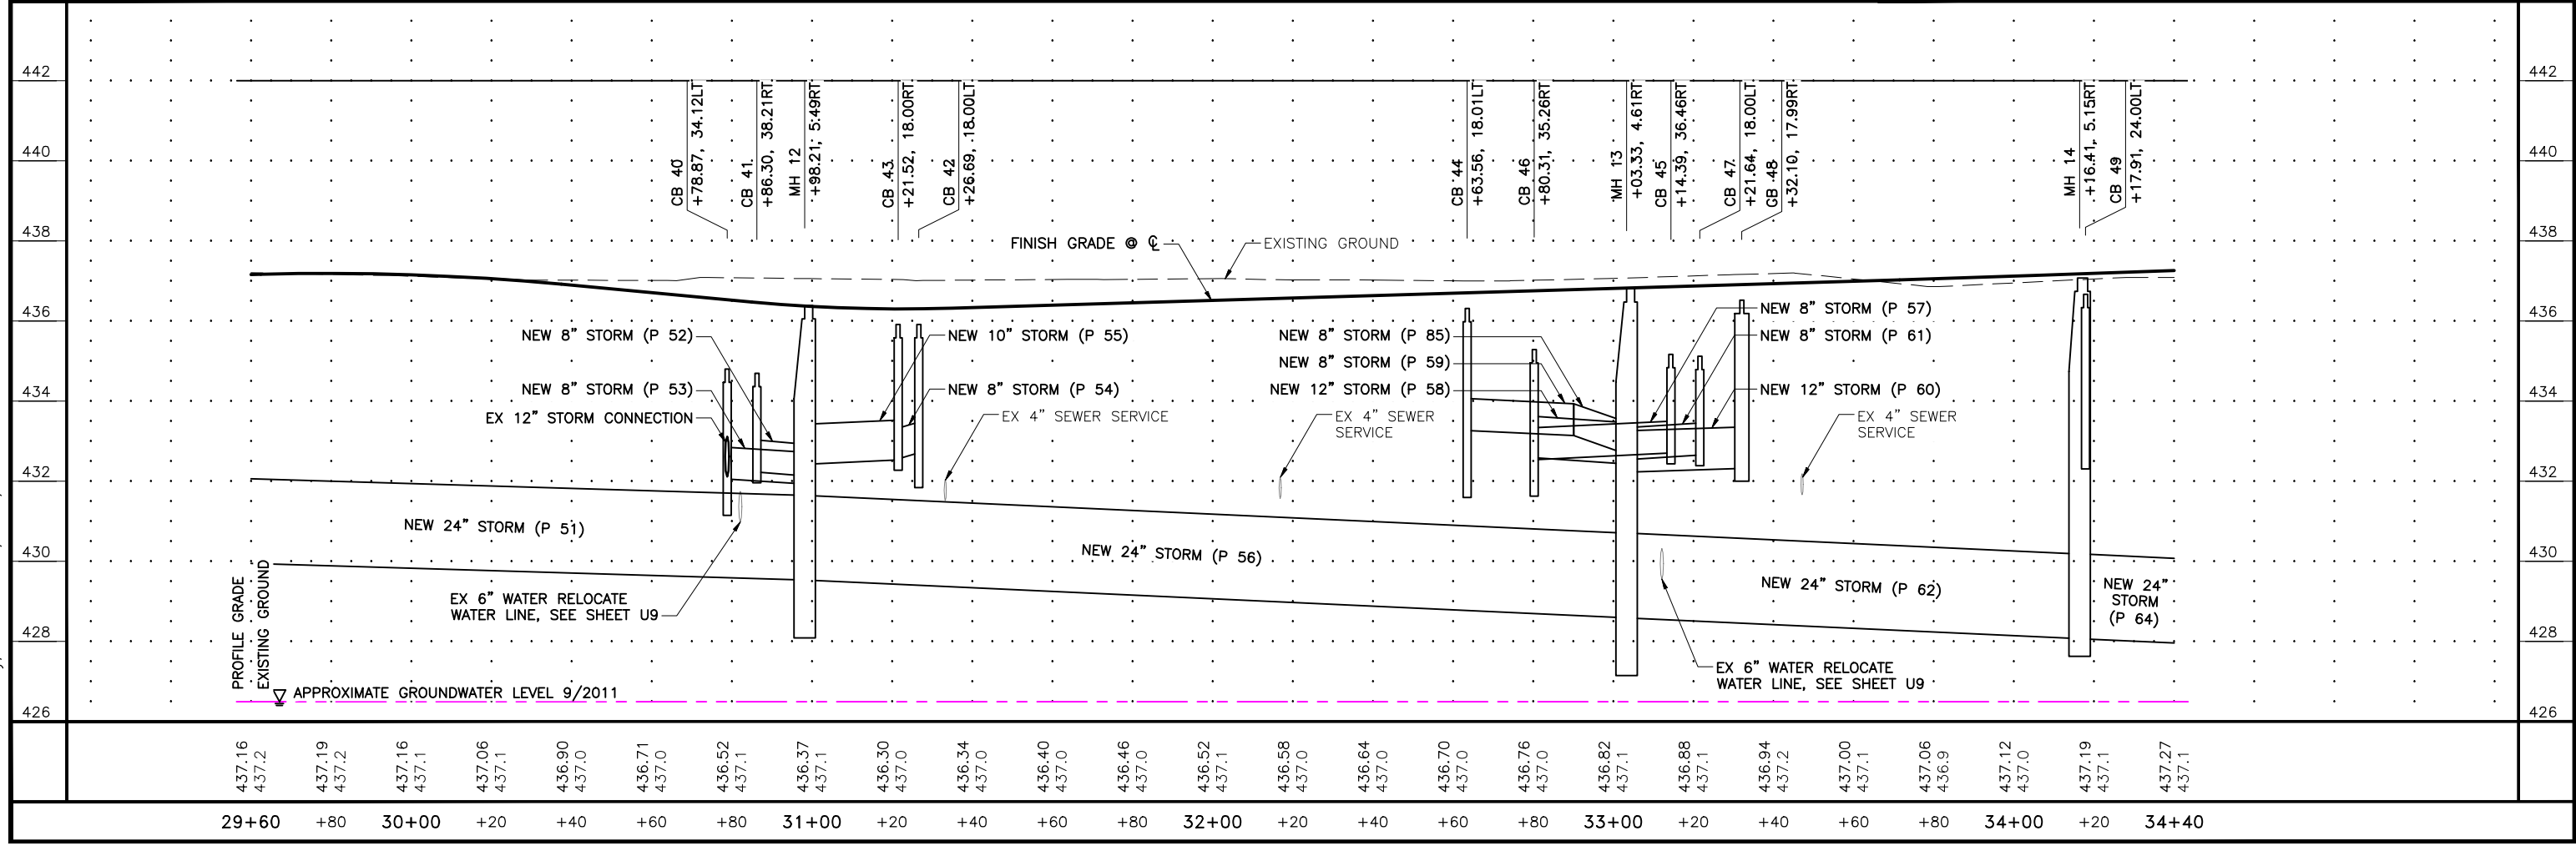 442
440
438
436
434
432
430
428
426
442
440
438
436
434
432
430
428
426
CB 40
+78.87, 34.12LT
CB 41
+86.30, 38.21RT
MH 12
+98.21, 5.49RT
CB 43
+21.52, 18.00RT
CB 42
+26.69, 18.00LT
CB 44
+63.56, 18.01LT
CB 46
+80.31, 35.26RT
MH 13
+03.33, 4.61RT
CB 45
+14.39, 36.46RT
CB 47
+21.64, 18.00LT
CB 48
+32.10, 17.99RT
MH 14
+16.41, 5.15RT
CB 49
+17.91, 24.00LT
FINISH GRADE @ ℄
EXISTING GROUND
NEW 8" STORM (P 52)
NEW 8" STORM (P 53)
EX 12" STORM CONNECTION
NEW 10" STORM (P 55)
NEW 8" STORM (P 54)
EX 4" SEWER SERVICE
NEW 8" STORM (P 85)
NEW 8" STORM (P 59)
NEW 12" STORM (P 58)
EX 4" SEWER
SERVICE
NEW 8" STORM (P 57)
NEW 8" STORM (P 61)
NEW 12" STORM (P 60)
EX 4" SEWER
SERVICE
NEW 24" STORM (P 51)
NEW 24" STORM (P 56)
NEW 24" STORM (P 62)
NEW 24"
STORM
(P 64)
EX 6" WATER RELOCATE
WATER LINE, SEE SHEET U9
EX 6" WATER RELOCATE
WATER LINE, SEE SHEET U9
PROFILE GRADE
EXISTING GROUND
APPROXIMATE GROUNDWATER LEVEL 9/2011
437.16
437.2
437.19
437.2
437.16
437.1
437.06
437.1
436.90
437.0
436.71
437.0
436.52
437.1
436.37
437.1
436.30
437.0
436.34
437.0
436.40
437.0
436.46
437.0
436.52
437.1
436.58
437.0
436.64
437.0
436.70
437.0
436.76
437.0
436.82
437.1
436.88
437.1
436.94
437.2
437.00
437.1
437.06
436.9
437.12
437.0
437.19
437.1
437.27
437.1
29+60 +80 30+00 +20 +40 +60 +80 31+00 +20 +40 +60 +80 32+00 +20 +40 +60 +80 33+00 +20 +40 +60 +80 34+00 +20 34+40